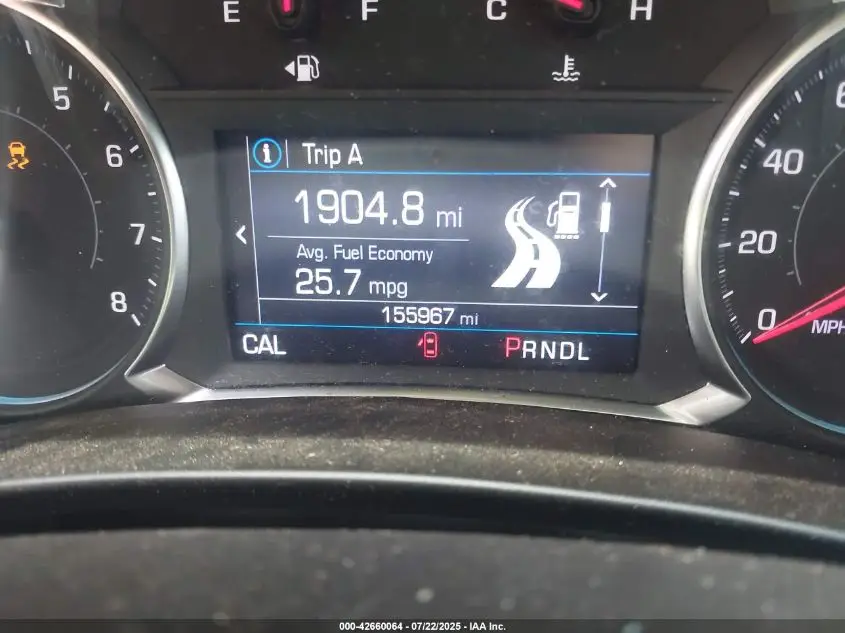 E F C H
5
6
7
8
i Trip A
1904.8 mi
Avg. Fuel Economy
25.7 mpg
155967 mi
CAL PRNDL
40
20
0
MPH
000-42660064 - 07/22/2025 - IAA Inc.